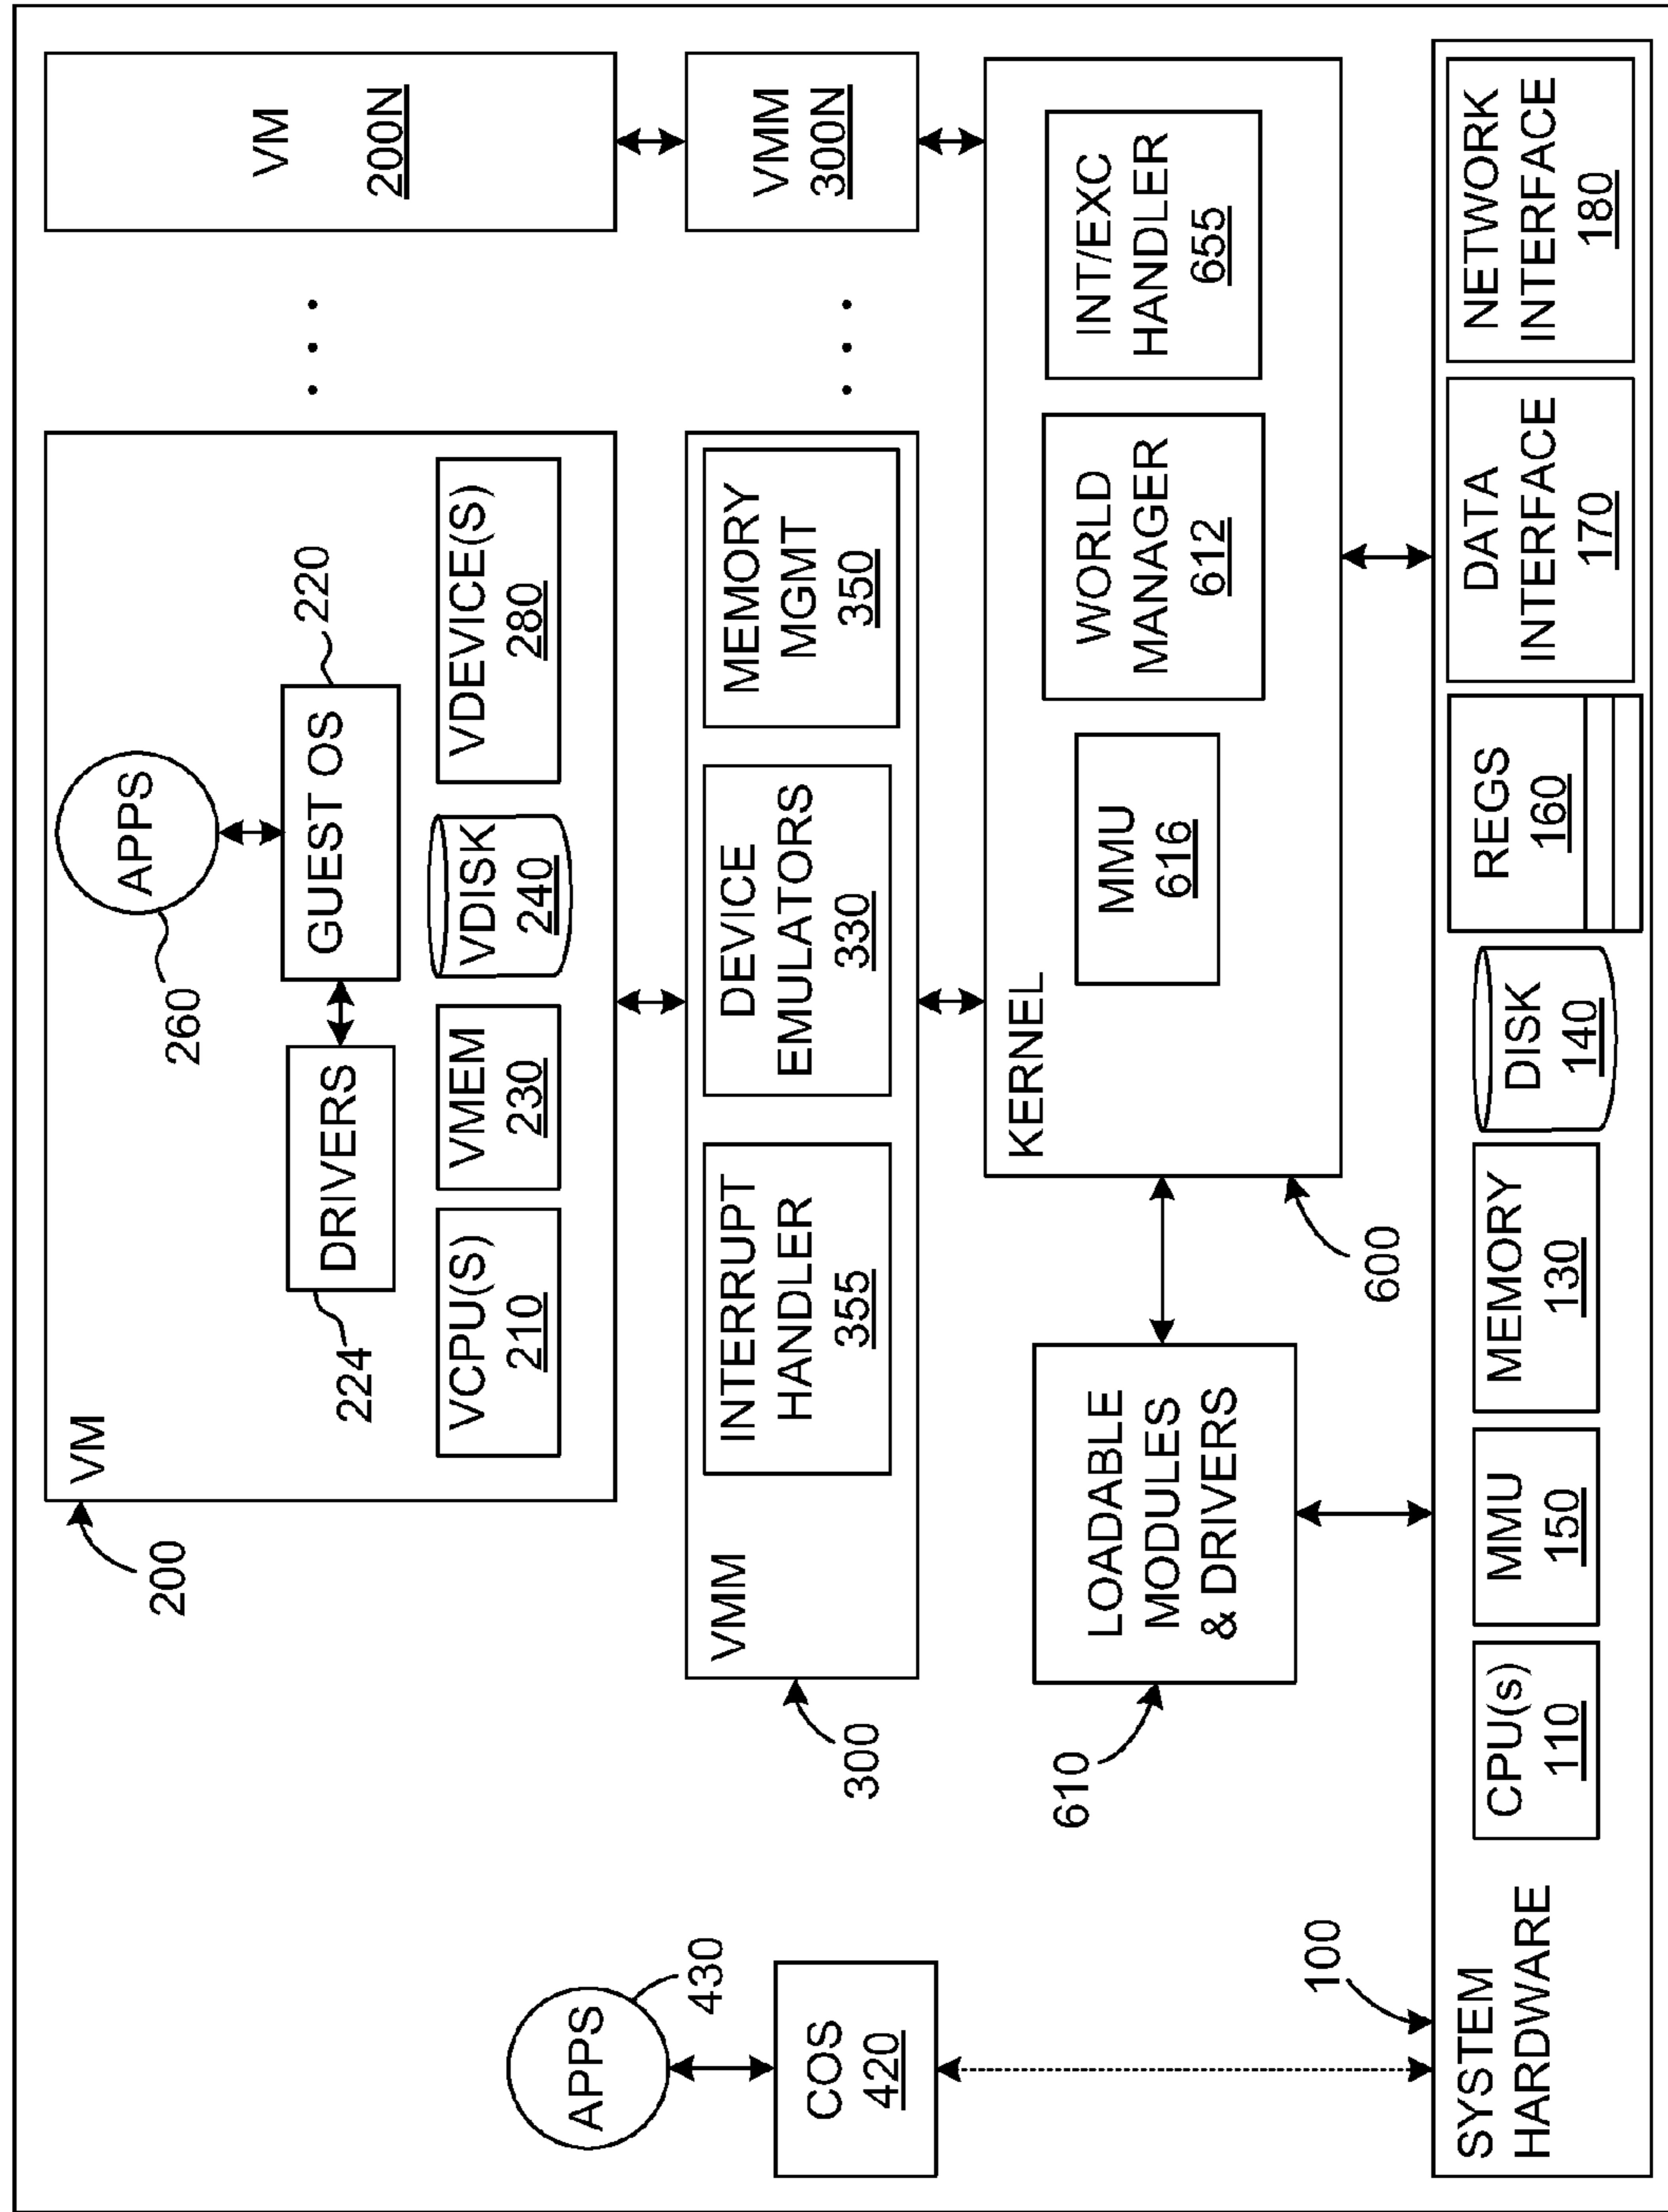 APPS
430
COS
420
VM
200
APPS
260
GUEST OS
220
DRIVERS
224
VCPU(S)
210
VMEM
230
VDISK
240
VDEVICE(S)
280
VM
200N
VMM
300
INTERRUPT
HANDLER
355
DEVICE
EMULATORS
330
MEMORY
MGMT
350
VMM
300N
KERNEL
600
MMU
616
WORLD
MANAGER
612
INT/EXC
HANDLER
655
LOADABLE
MODULES
& DRIVERS
610
SYSTEM
HARDWARE
100
CPU(s)
110
MMU
150
MEMORY
130
DISK
140
REGS
160
DATA
INTERFACE
170
NETWORK
INTERFACE
180